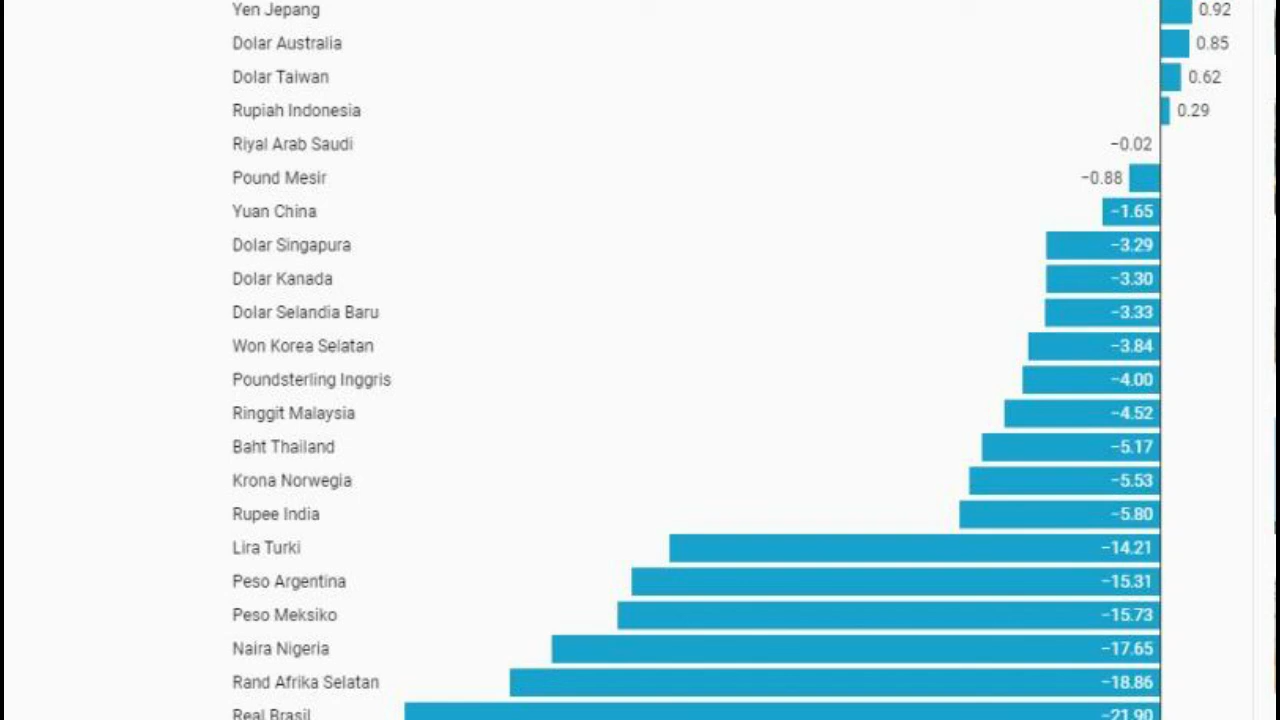 Yen Jepang 0.92
Dolar Australia 0.85
Dolar Taiwan 0.62
Rupiah Indonesia 0.29
Riyal Arab Saudi −0.02
Pound Mesir −0.88
Yuan China −1.65
Dolar Singapura −3.29
Dolar Kanada −3.30
Dolar Selandia Baru −3.33
Won Korea Selatan −3.84
Poundsterling Inggris −4.00
Ringgit Malaysia −4.52
Baht Thailand −5.17
Krona Norwegia −5.53
Rupee India −5.80
Lira Turki −14.21
Peso Argentina −15.31
Peso Meksiko −15.73
Naira Nigeria −17.65
Rand Afrika Selatan −18.86
Real Brasil −21.90